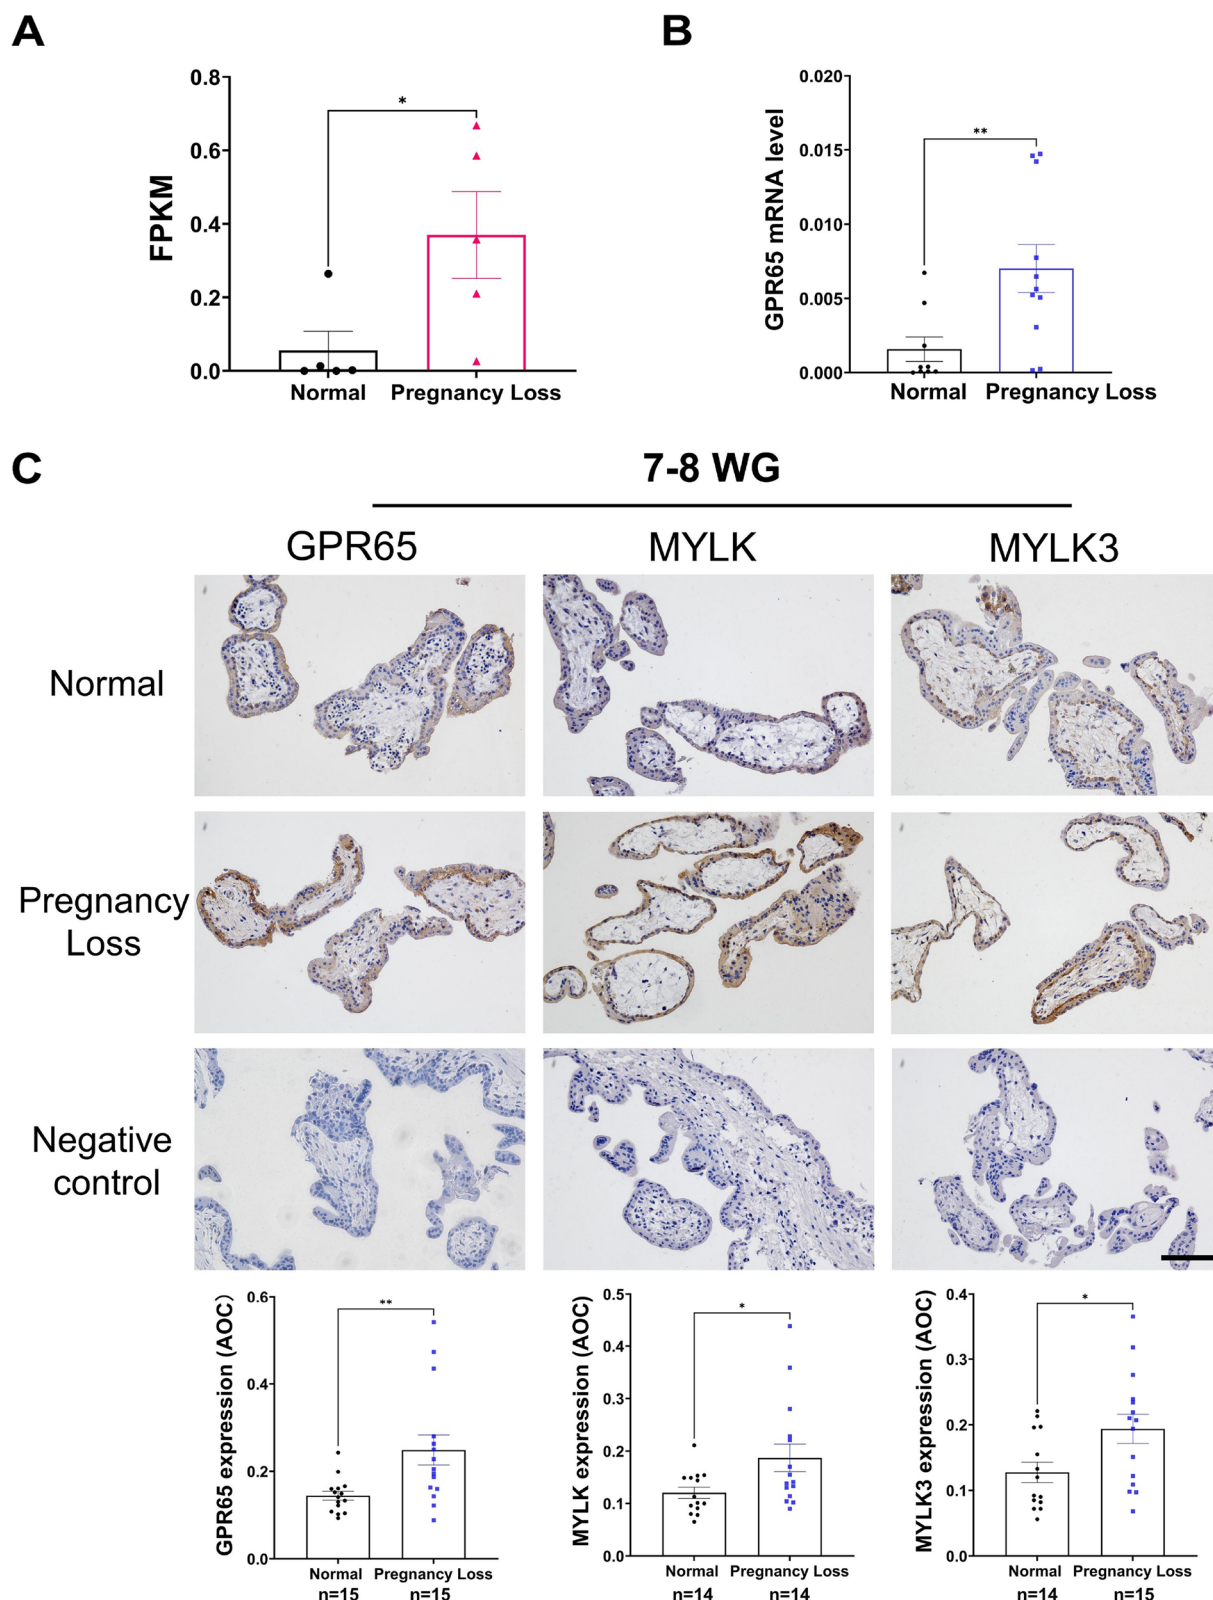 A
B
0.8
0.6
0.4
0.2
0.0
FPKM
*
Normal Pregnancy Loss
0.020
0.015
0.010
0.005
0.000
GPR65 mRNA level
**
Normal Pregnancy Loss
C
7-8 WG
GPR65 MYLK MYLK3
Normal
Pregnancy
Loss
Negative
control
0.6
0.4
0.2
0.0
GPR65 expression (AOC)
**
Normal Pregnancy Loss
n=15 n=15
0.5
0.4
0.3
0.2
0.1
0.0
MYLK expression (AOC)
*
Normal Pregnancy Loss
n=14 n=14
0.4
0.3
0.2
0.1
0.0
MYLK3 expression (AOC)
*
Normal Pregnancy Loss
n=14 n=15